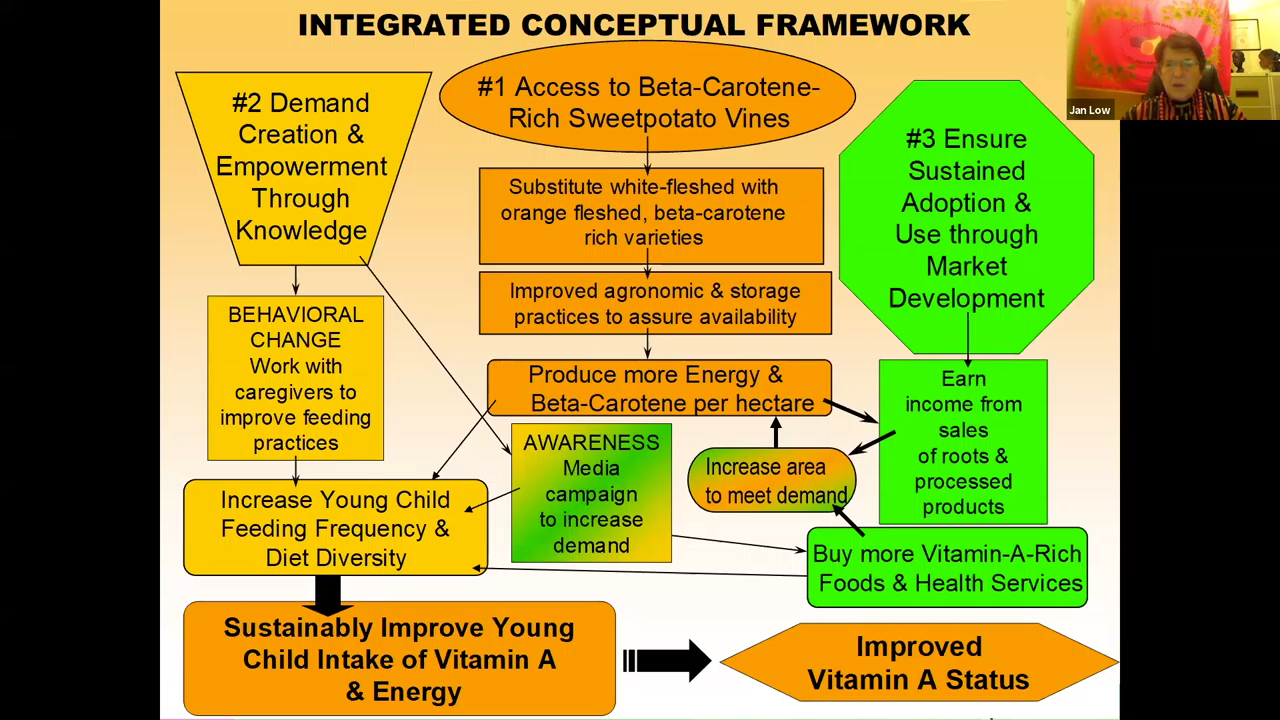 INTEGRATED CONCEPTUAL FRAMEWORK
Jan Low
#2 Demand
Creation &
Empowerment
Through
Knowledge
#1 Access to Beta-Carotene-
Rich Sweetpotato Vines
#3 Ensure
Sustained
Adoption &
Use through
Market
Development
Substitute white-fleshed with
orange fleshed, beta-carotene
rich varieties
Improved agronomic & storage
practices to assure availability
BEHAVIORAL
CHANGE
Work with
caregivers to
improve feeding
practices
Produce more Energy &
Beta-Carotene per hectare
Earn
income from
sales
of roots &
processed
products
AWARENESS
Media
campaign
to increase
demand
Increase area
to meet demand
Increase Young Child
Feeding Frequency &
Diet Diversity
Buy more Vitamin-A-Rich
Foods & Health Services
Sustainably Improve Young
Child Intake of Vitamin A
& Energy
Improved
Vitamin A Status